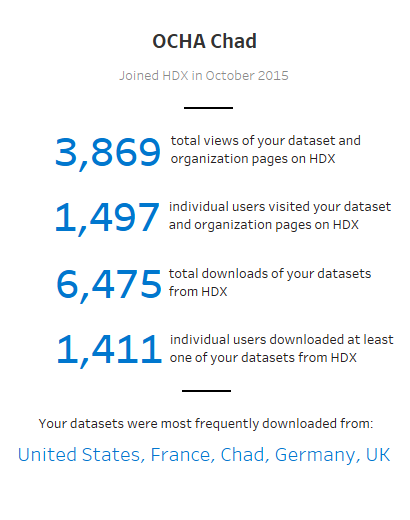 OCHA Chad
Joined HDX in October 2015
3,869 total views of your dataset and
organization pages on HDX
1,497 individual users visited your dataset
and organization pages on HDX
6,475 total downloads of your datasets
from HDX
1,411 individual users downloaded at least
one of your datasets from HDX
Your datasets were most frequently downloaded from:
United States, France, Chad, Germany, UK